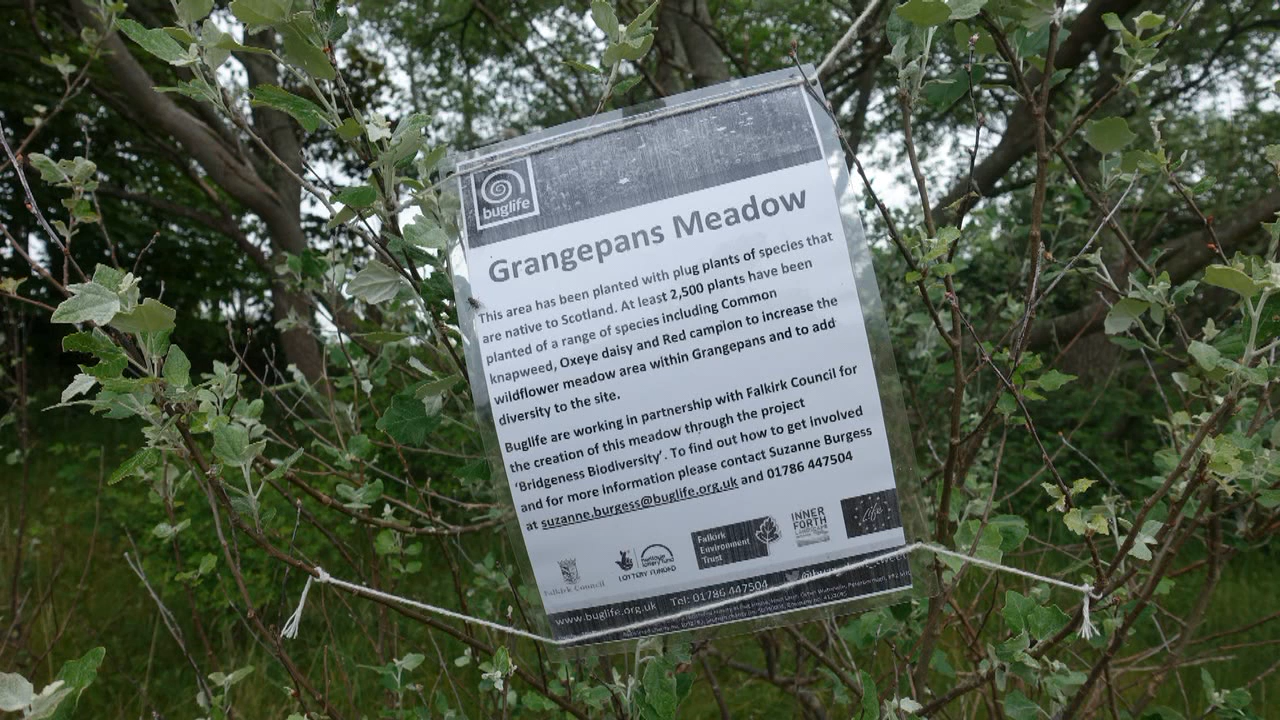 buglife
Grangepans Meadow
This area has been planted with plug plants of species that
are native to Scotland. At least 2,500 plants have been
planted of a range of species including Common
knapweed, Oxeye daisy and Red campion to increase the
wildflower meadow area within Grangepans and to add
diversity to the site.
Buglife are working in partnership with Falkirk Council for
the creation of this meadow through the project
'Bridgeness Biodiversity'. To find out how to get involved
and for more information please contact Suzanne Burgess
at suzanne.burgess@buglife.org.uk and 01786 447504
Falkirk Council
LOTTERY FUNDED
Falkirk
Environment
Trust
INNER
FORTH
Life
www.buglife.org.uk Tel: 01786 447504